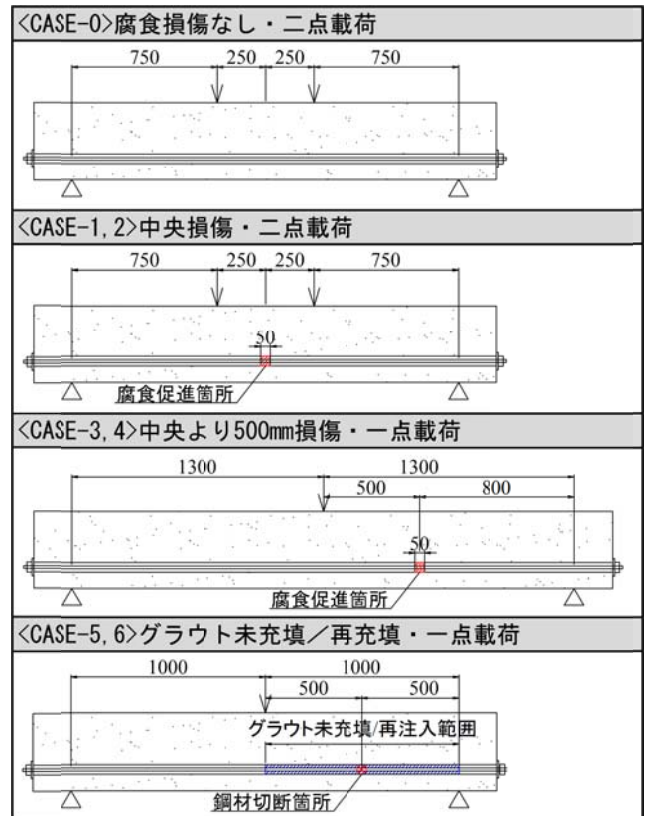 <CASE-0>腐食損傷なし・二点載荷
750 250 250 750
<CASE-1,2>中央損傷・二点載荷
750 250 250 750
50
腐食促進箇所
<CASE-3,4>中央より500mm損傷・一点載荷
1300 1300
500 800
50
腐食促進箇所
<CASE-5,6>グラウト未充填/再充填・一点載荷
1000 1000
500 500
グラウト未充填/再注入範囲
鋼材切断箇所